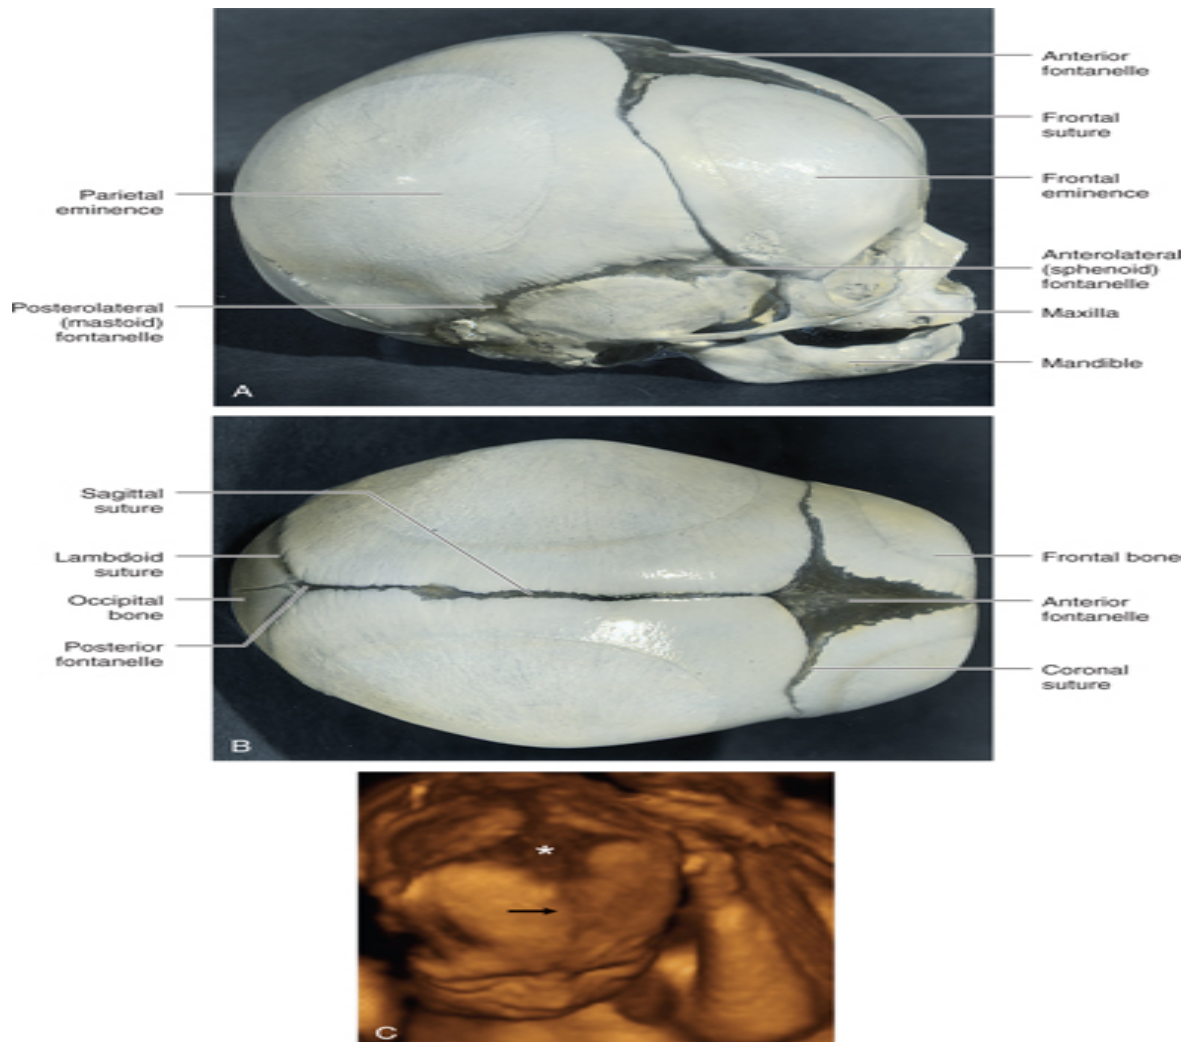 Anterior
fontanelle
Frontal
suture
Parietal
eminence
Frontal
eminence
Anterolateral
(sphenoid)
fontanelle
Posterolateral
(mastoid)
fontanelle
Maxilla
Mandible
A
Sagittal
suture
Lambdoid
suture
Frontal bone
Occipital
bone
Anterior
fontanelle
Posterior
fontanelle
Coronal
suture
B
*
C